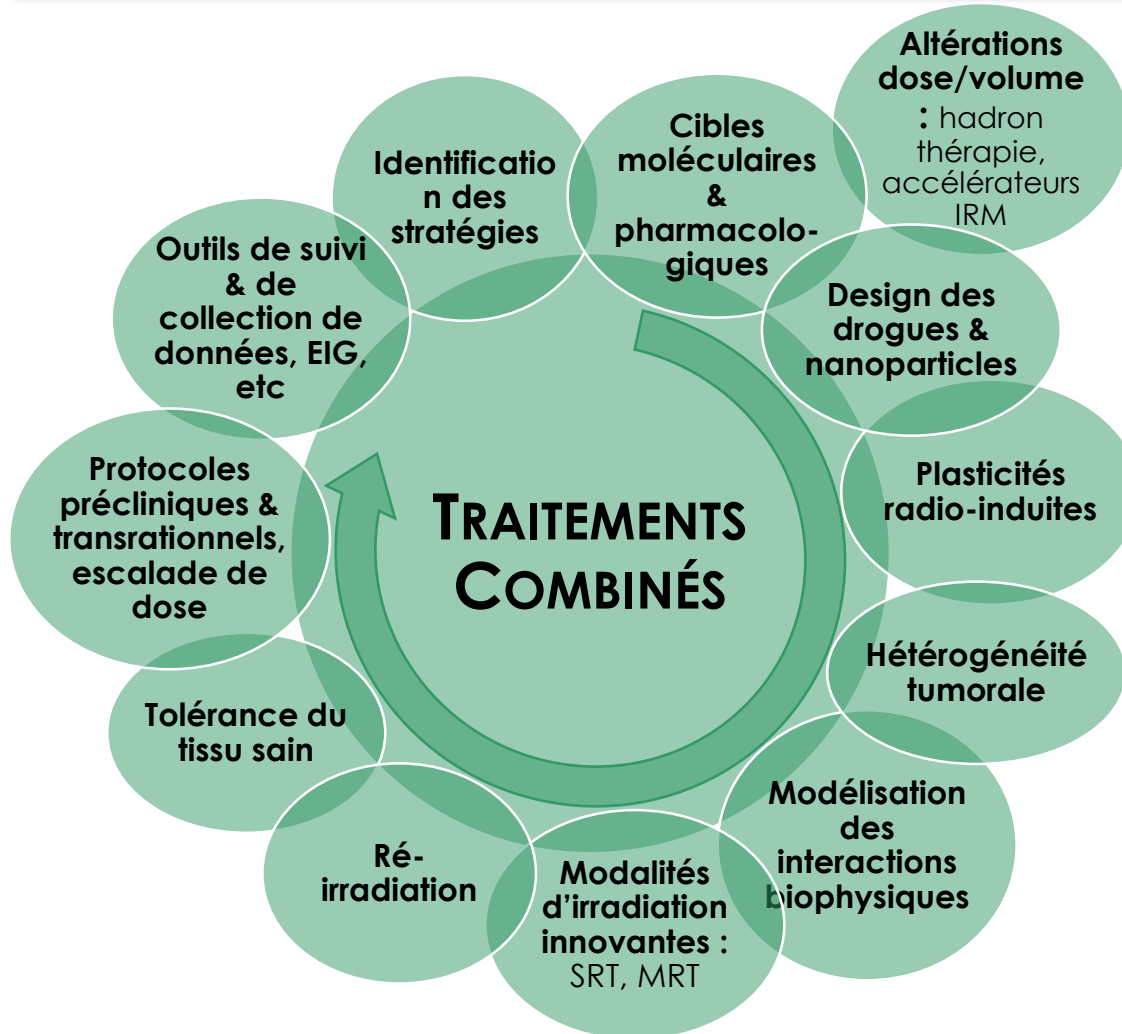 Altérations
dose/volume
: hadron
thérapie,
accélérateurs
IRM
Cibles
moléculaires
&
pharmacolo-
giques
Identificatio
n des
stratégies
Outils de suivi
& de
collection de
données, EIG,
etc
Design des
drogues &
nanoparticles
Plasticités
radio-induites
Protocoles
précliniques &
transrationnels,
escalade de
dose
TRAITEMENTS
COMBINÉS
Hétérogénéité
tumorale
Tolérance du
tissu sain
Modélisation
des
interactions
biophysiques
Ré-
irradiation
Modalités
d'irradiation
innovantes :
SRT, MRT